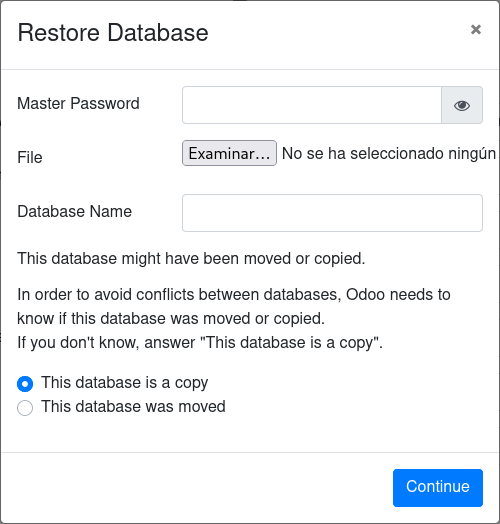 Restore Database
×
Master Password
File
Examinar... No se ha seleccionado ningún
Database Name
This database might have been moved or copied.
In order to avoid conflicts between databases, Odoo needs to
know if this database was moved or copied.
If you don't know, answer "This database is a copy".
This database is a copy
This database was moved
Continue